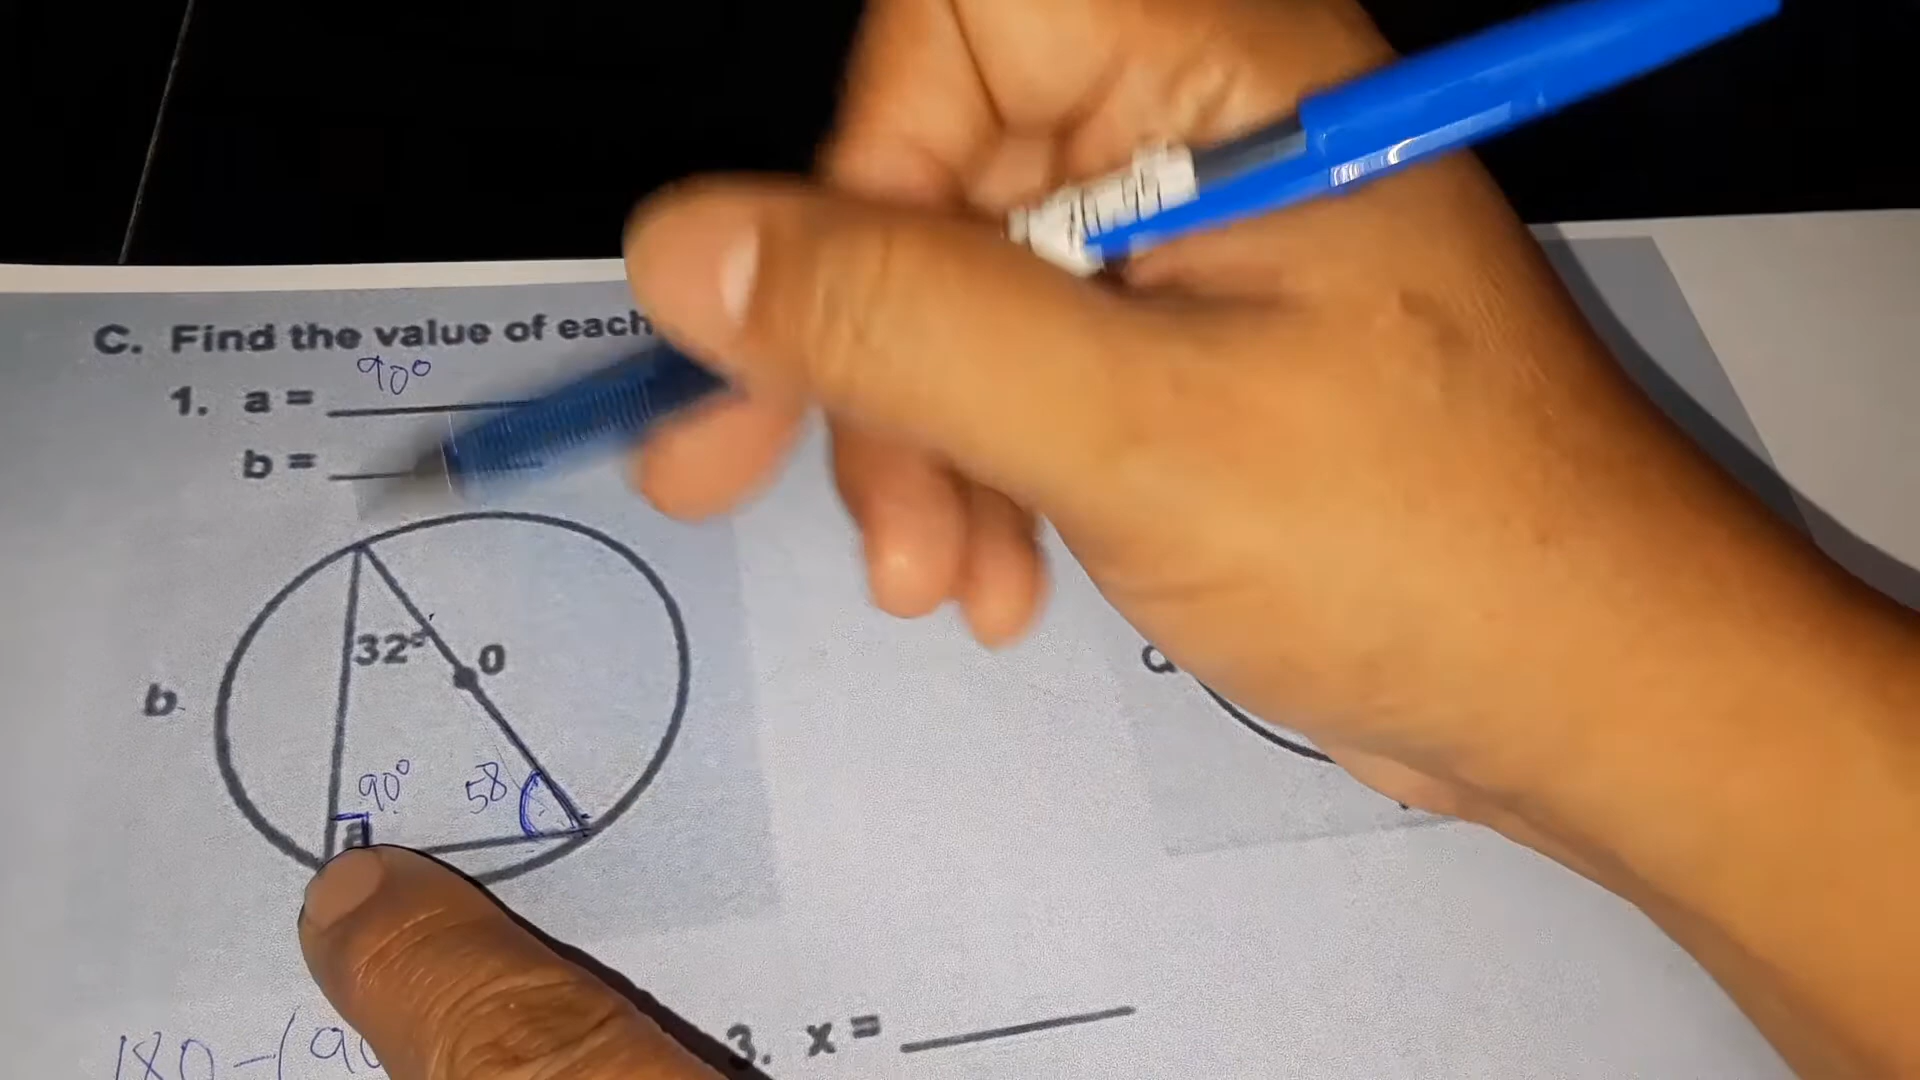 C. Find the value of each
90°
1. a =
b =
32°
0
b
90° 58
a
180-(90
Q
3. x =